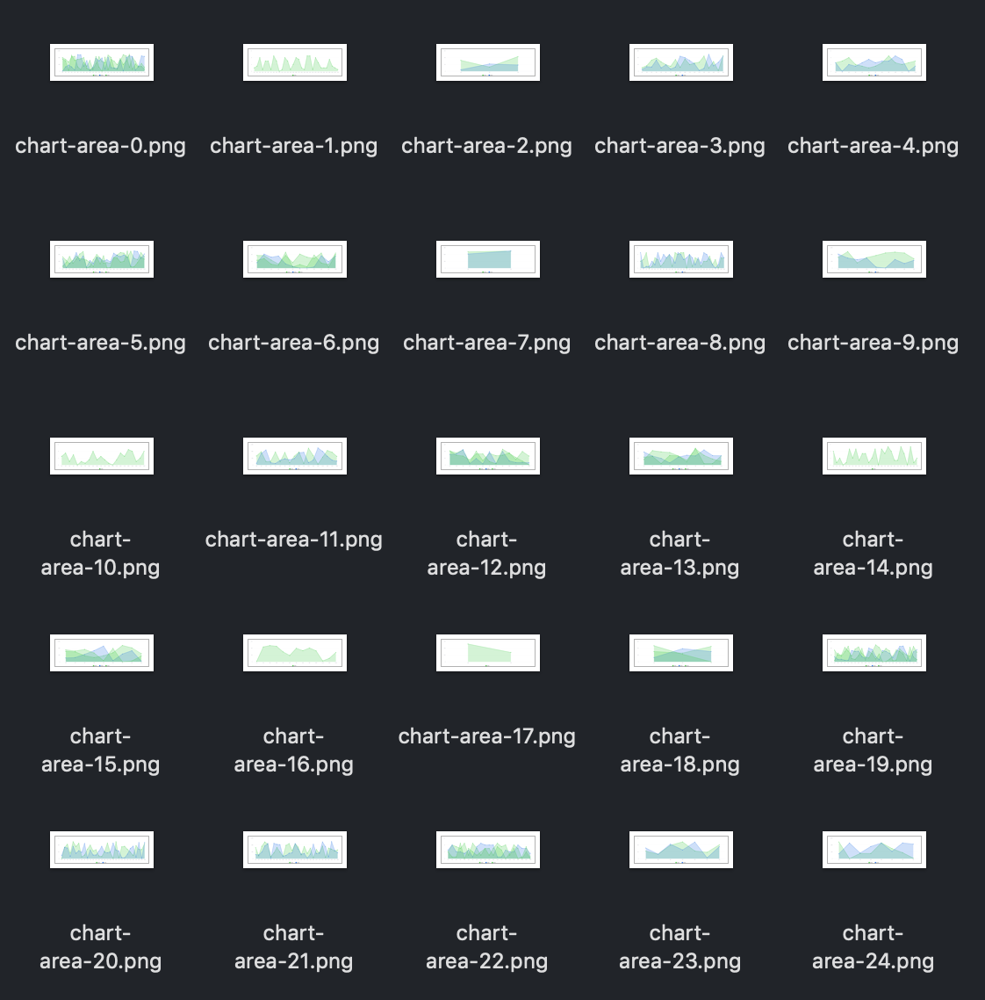 chart-area-0.png chart-area-1.png chart-area-2.png chart-area-3.png chart-area-4.png
chart-area-5.png chart-area-6.png chart-area-7.png chart-area-8.png chart-area-9.png
chart-
area-10.png
chart-area-11.png
chart-
area-12.png
chart-
area-13.png
chart-
area-14.png
chart-
area-15.png
chart-
area-16.png
chart-area-17.png
chart-
area-18.png
chart-
area-19.png
chart-
area-20.png
chart-
area-21.png
chart-
area-22.png
chart-
area-23.png
chart-
area-24.png